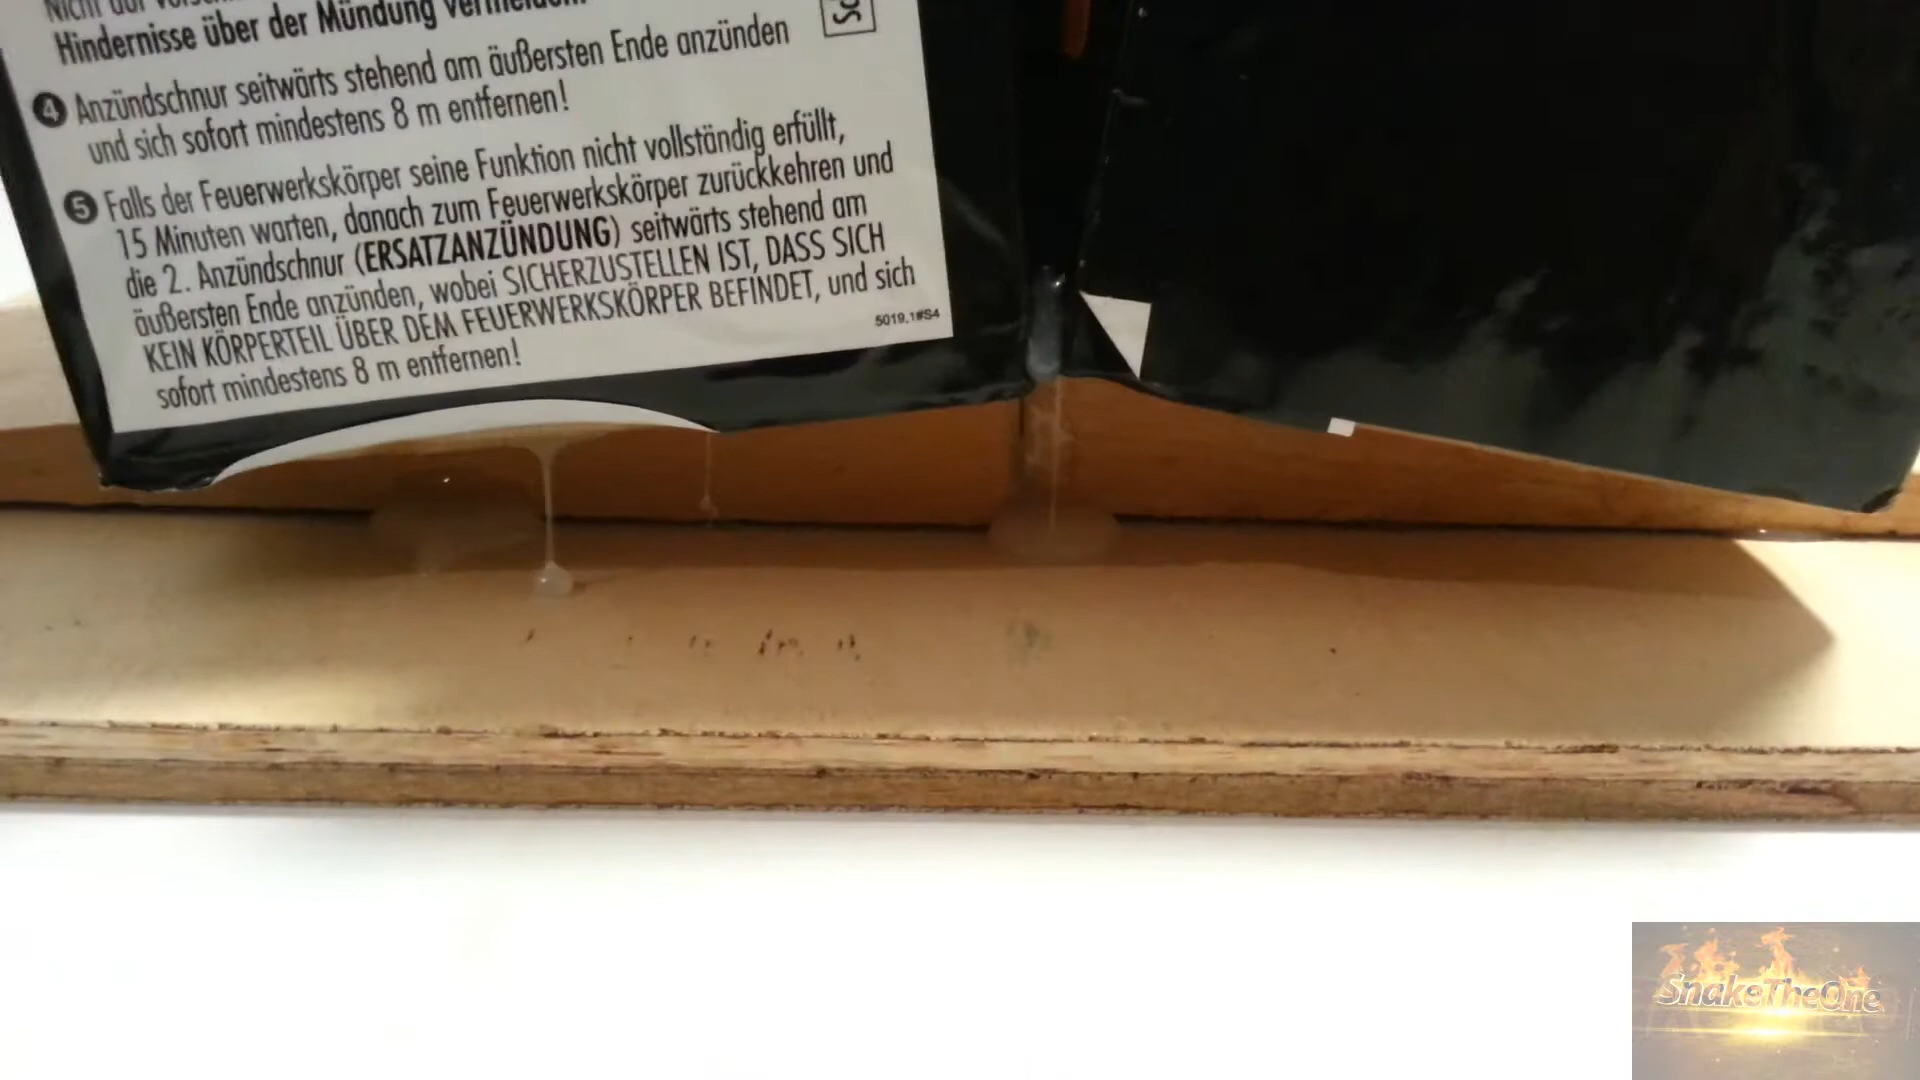 Nicht auf
Hindernisse über der Mündung vermeiden.
4 Anzündschnur seitwärts stehend am äußersten Ende anzünden
und sich sofort mindestens 8 m entfernen!
5 Falls der Feuerwerkskörper seine Funktion nicht vollständig erfüllt,
15 Minuten warten, danach zum Feuerwerkskörper zurückkehren und
die 2. Anzündschnur (ERSATZANZÜNDUNG) seitwärts stehend am
äußersten Ende anzünden, wobei SICHERZUSTELLEN IST, DASS SICH
KEIN KÖRPERTEIL ÜBER DEM FEUERWERKSKÖRPER BEFINDET, und sich
sofort mindestens 8 m entfernen!
5019.1#S4
SnakeTheOne